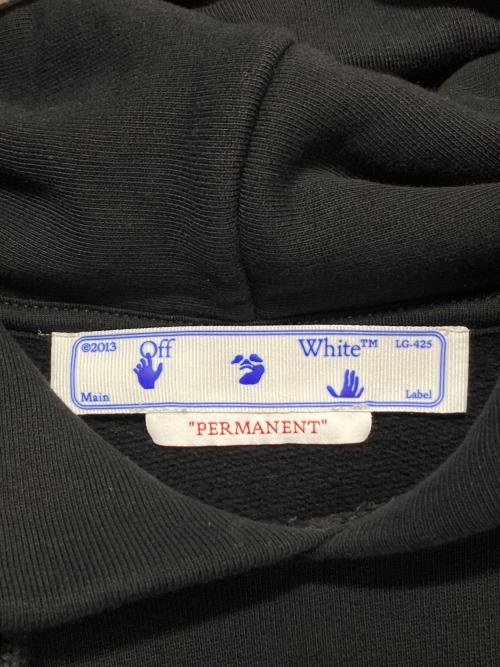 ©2013 Off White™ LG-425
Main Label
"PERMANENT"